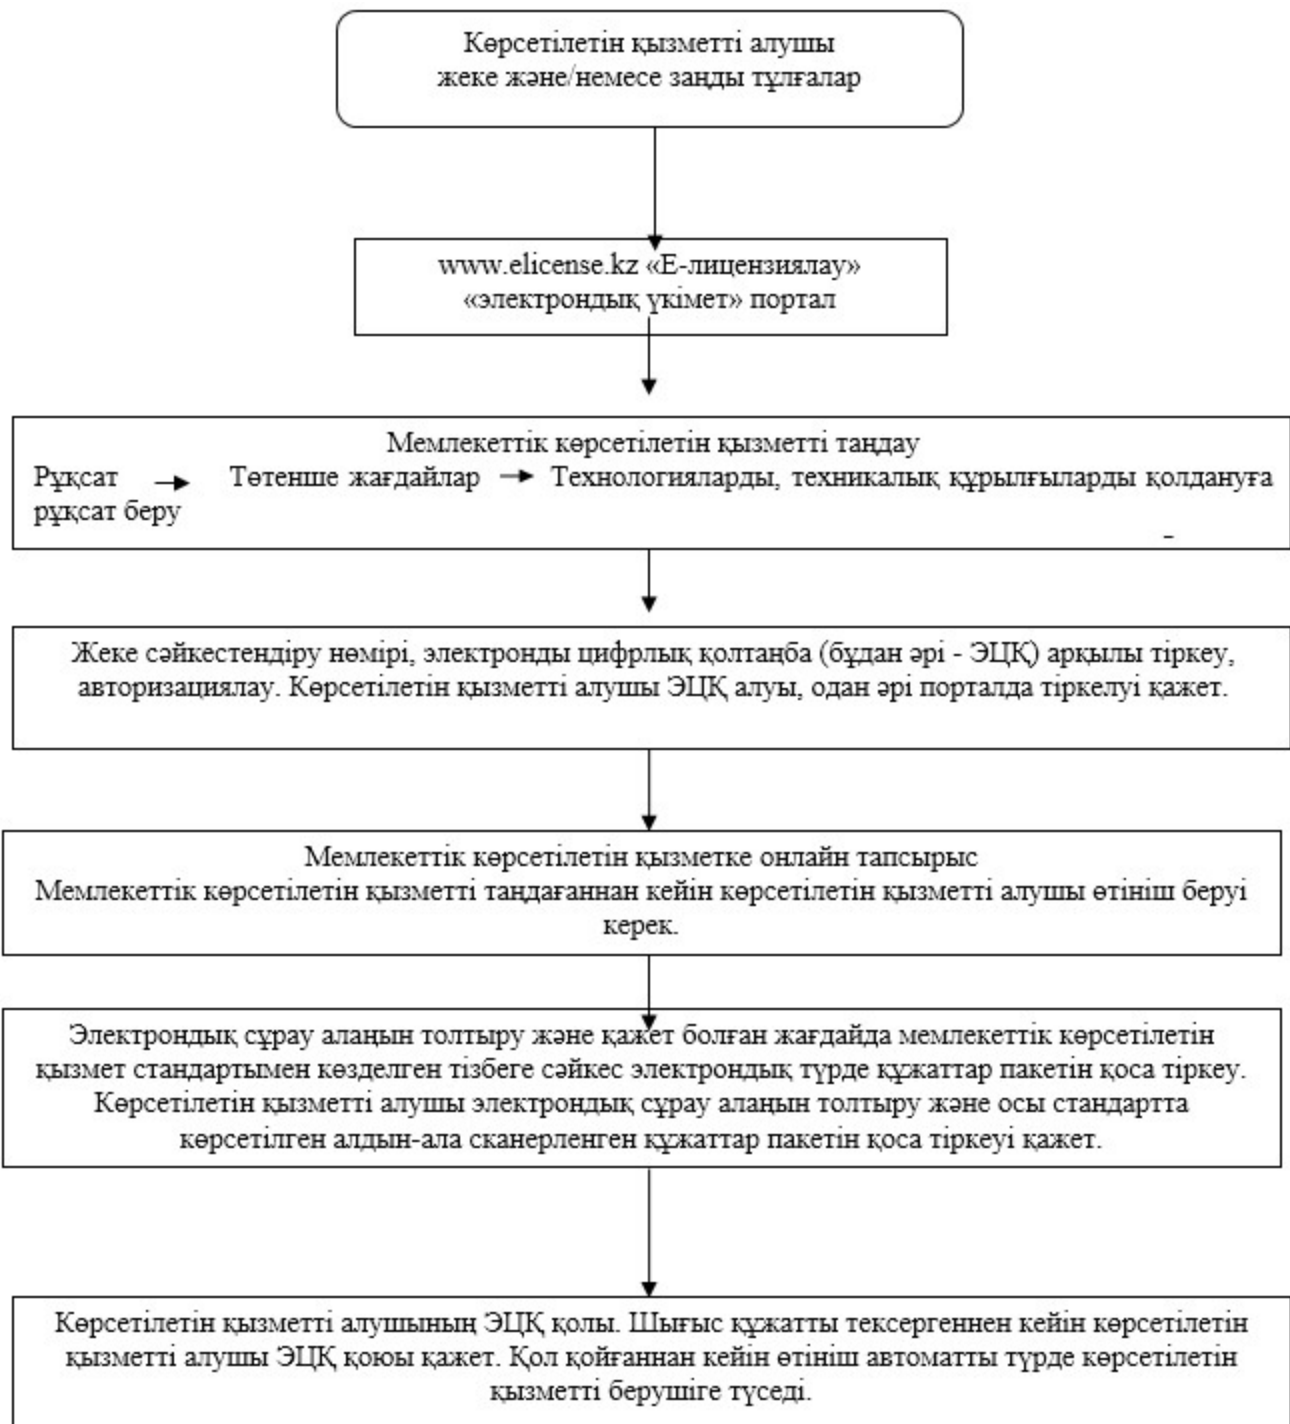 Көрсетілетін қызметті алушы
жеке және/немесе заңды тұлғалар
www.elicense.kz «Е-лицензиялау»
«электрондық үкімет» портал
Мемлекеттік көрсетілетін қызметті таңдау
Рұқсат → Төтенше жағдайлар → Технологияларды, техникалық құрылғыларды қолдануға
рұқсат беру
-
Жеке сәйкестендіру нөмірі, электронды цифрлық қолтаңба (бұдан әрі - ЭЦҚ) арқылы тіркеу,
авторизациялау. Көрсетілетін қызметті алушы ЭЦҚ алуы, одан әрі порталда тіркелуі қажет.
Мемлекеттік көрсетілетін қызметке онлайн тапсырыс
Мемлекеттік көрсетілетін қызметті таңдағаннан кейін көрсетілетін қызметті алушы өтініш беруі
керек.
Электрондық сұрау алаңын толтыру және қажет болған жағдайда мемлекеттік көрсетілетін
қызмет стандартымен көзделген тізбеге сәйкес электрондық түрде құжаттар пакетін қоса тіркеу.
Көрсетілетін қызметті алушы электрондық сұрау алаңын толтыру және осы стандартта
көрсетілген алдын-ала сканерленген құжаттар пакетін қоса тіркеуі қажет.
Көрсетілетін қызметті алушының ЭЦҚ қолы. Шығыс құжатты тексергеннен кейін көрсетілетін
қызметті алушы ЭЦҚ қоюы қажет. Қол қойғаннан кейін өтініш автоматты түрде көрсетілетін
қызметті берушіге түседі.